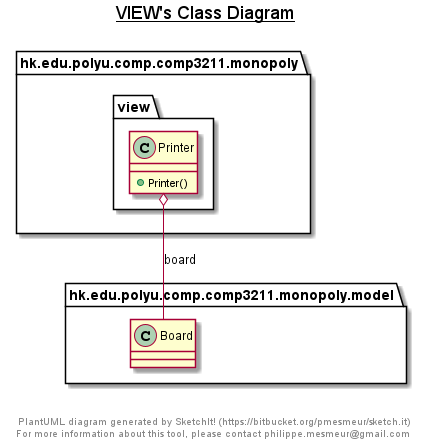 VIEW's Class Diagram
hk.edu.polyu.comp.comp3211.monopoly
view
C Printer
Printer()
board
hk.edu.polyu.comp.comp3211.monopoly.model
C Board
PlantUML diagram generated by SketchIt! (https://bitbucket.org/pmesmeur/sketch.it)
For more information about this tool, please contact philippe.mesmeur@gmail.com